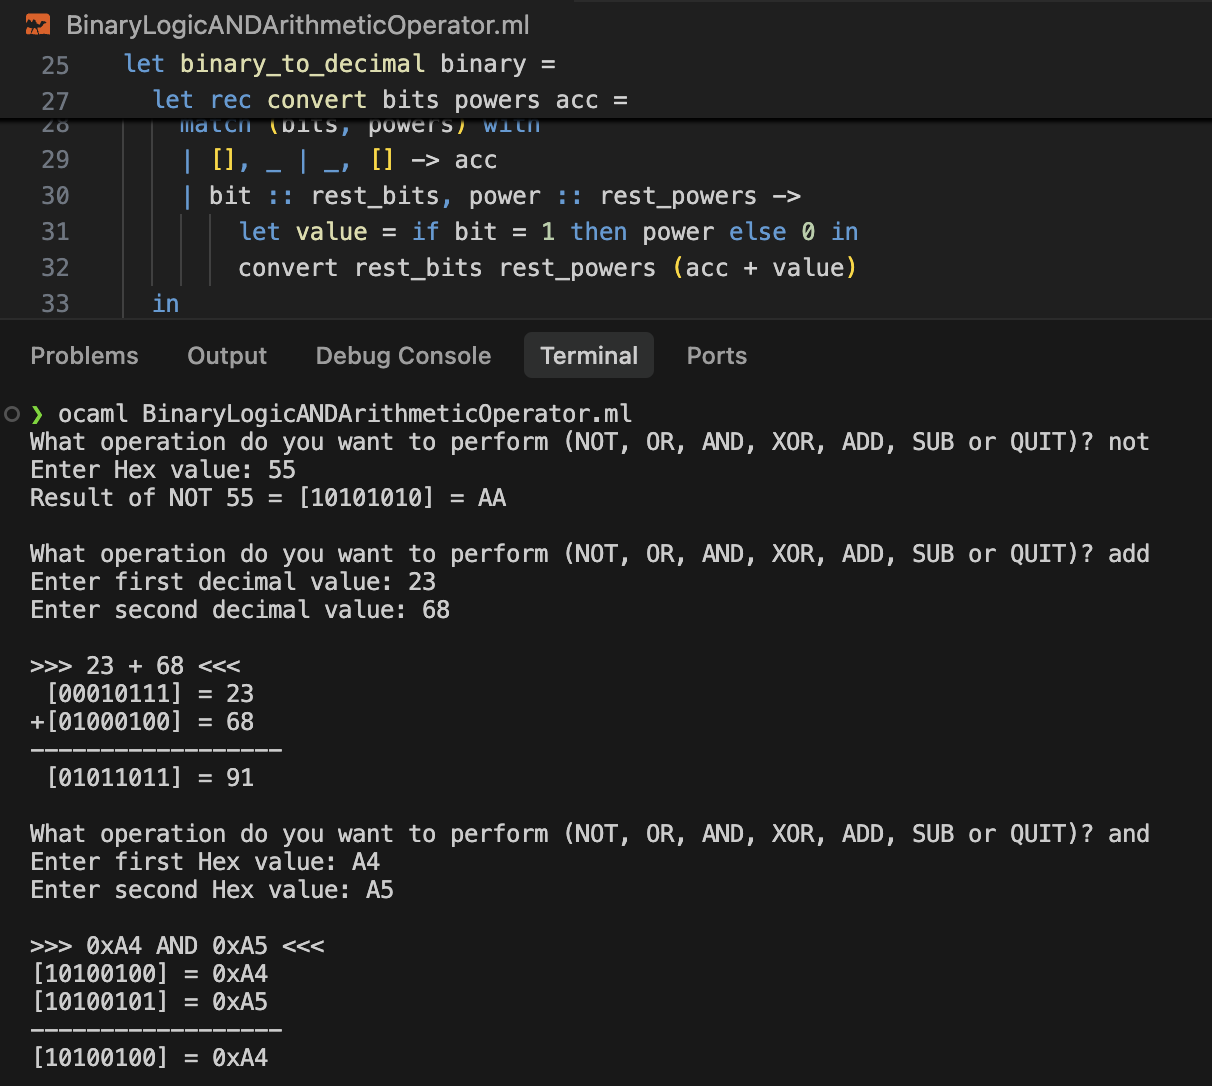 BinaryLogicANDArithmeticOperator.ml
25 let binary_to_decimal binary =
27 let rec convert bits powers acc =
28 match (bits, powers) with
29 | [], _ | _, [] -> acc
30 | bit :: rest_bits, power :: rest_powers ->
31 let value = if bit = 1 then power else 0 in
32 convert rest_bits rest_powers (acc + value)
33 in
Problems Output Debug Console Terminal Ports
❯ ocaml BinaryLogicANDArithmeticOperator.ml
What operation do you want to perform (NOT, OR, AND, XOR, ADD, SUB or QUIT)? not
Enter Hex value: 55
Result of NOT 55 = [10101010] = AA
What operation do you want to perform (NOT, OR, AND, XOR, ADD, SUB or QUIT)? add
Enter first decimal value: 23
Enter second decimal value: 68
>>> 23 + 68 <<<
[00010111] = 23
+[01000100] = 68
------------------
[01011011] = 91
What operation do you want to perform (NOT, OR, AND, XOR, ADD, SUB or QUIT)? and
Enter first Hex value: A4
Enter second Hex value: A5
>>> 0xA4 AND 0xA5 <<<
[10100100] = 0xA4
[10100101] = 0xA5
------------------
[10100100] = 0xA4